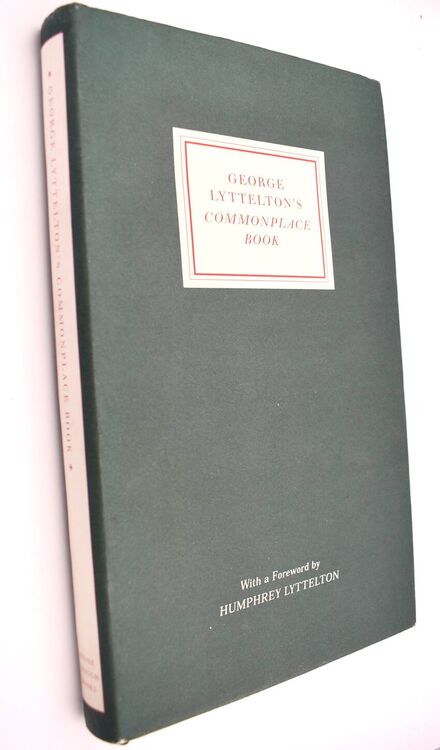 GEORGE
LYTTELTON'S
COMMONPLACE
BOOK
With a Foreword by
HUMPHREY LYTTELTON
GEORGE LYTTELTON'S COMMONPLACE BOOK